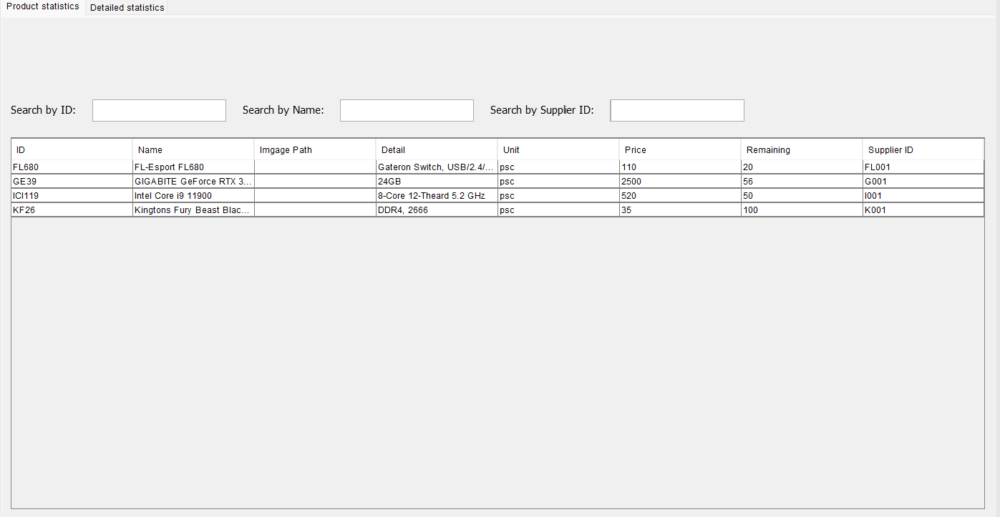 Product statistics Detailed statistics
Search by ID: Search by Name: Search by Supplier ID:
ID Name Imgage Path Detail Unit Price Remaining Supplier ID
FL680 FL-Esport FL680 Gateron Switch, USB/2.4/... psc 110 20 FL001
GE39 GIGABITE GeForce RTX 3... 24GB psc 2500 56 G001
ICI119 Intel Core i9 11900 8-Core 12-Theard 5.2 GHz psc 520 50 I001
KF26 Kingtons Fury Beast Blac... DDR4, 2666 psc 35 100 K001